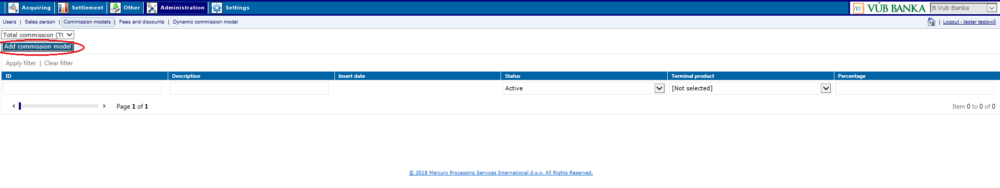 Acquiring Settlement Other Administration Settings VÚB BANKA B Vub Banka
Users | Sales person | Commission models | Fees and discounts | Dynamic commission model | Logout - tester testovič
Total commission (TC
Add commission model
Apply filter | Clear filter
ID Description Insert date Status Terminal product Percentage
Active [Not selected]
Page 1 of 1 Item 0 to 0 of 0
© 2018 Mercury Processing Services International d.o.o. All Rights Reserved.